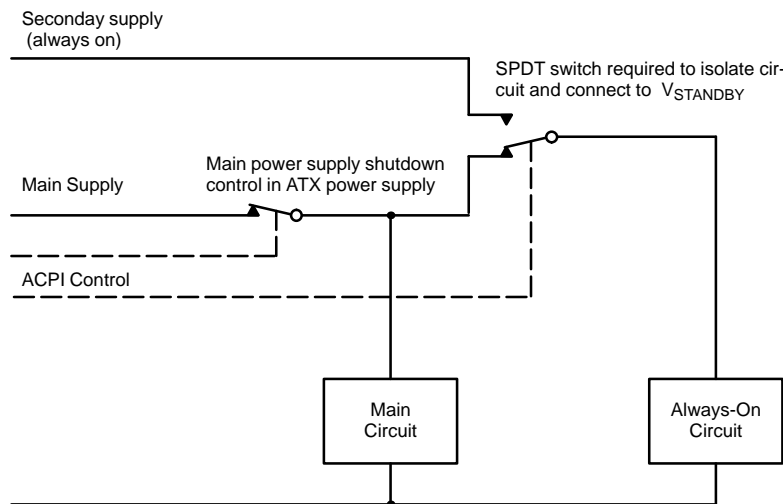 Seconday supply
(always on)
SPDT switch required to isolate cir-
cuit and connect to VSTANDBY
Main power supply shutdown
control in ATX power supply
Main Supply
ACPI Control
Main
Circuit
Always-On
Circuit